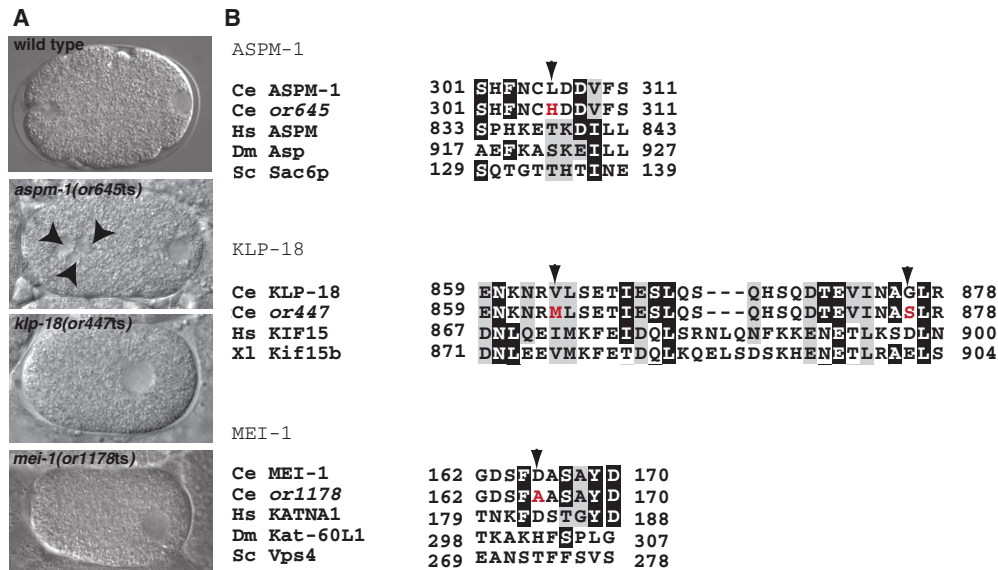 A
wild type
aspm-1(or645ts)
klp-18(or447ts)
mei-1(or1178ts)
B
ASPM-1
Ce ASPM-1 301 SHFNCLDDVFS 311
Ce or645 301 SHFNCHDDVFS 311
Hs ASPM 833 SPHKETKDILL 843
Dm Asp 917 AEFKASKEILL 927
Sc Sac6p 129 SQTGTTHTINE 139
KLP-18
Ce KLP-18 859 ENKNRVLSETIESLQS---QHSQDTEVINAGLR 878
Ce or447 859 ENKNRMLSETIESLQS---QHSQDTEVINASLR 878
Hs KIF15 867 DNLQEIMKFEIDQLSRNLQNFKKENETLKSDLN 900
Xl Kif15b 871 DNLEEVMKFETDQLKQELSDSKHENETLRAELS 904
MEI-1
Ce MEI-1 162 GDSFDASAYD 170
Ce or1178 162 GDSFAASAYD 170
Hs KATNA1 179 TNKFDSTGYD 188
Dm Kat-60L1 298 TKAKHFSPLG 307
Sc Vps4 269 EANSTFFSVS 278